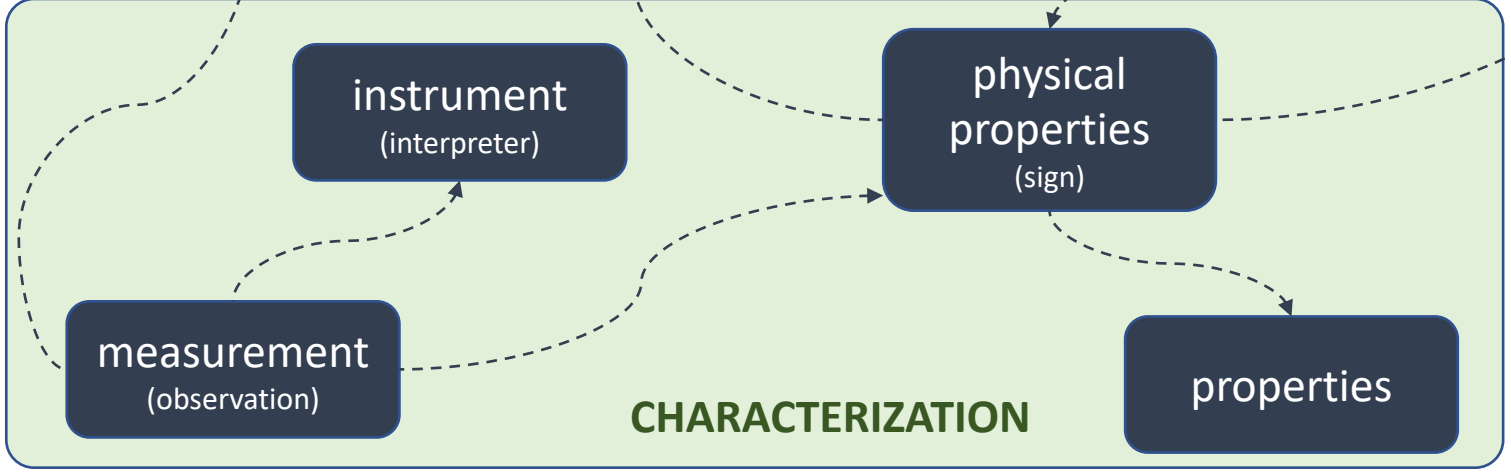 instrument
(interpreter)
physical
properties
(sign)
measurement
(observation)
properties
CHARACTERIZATION